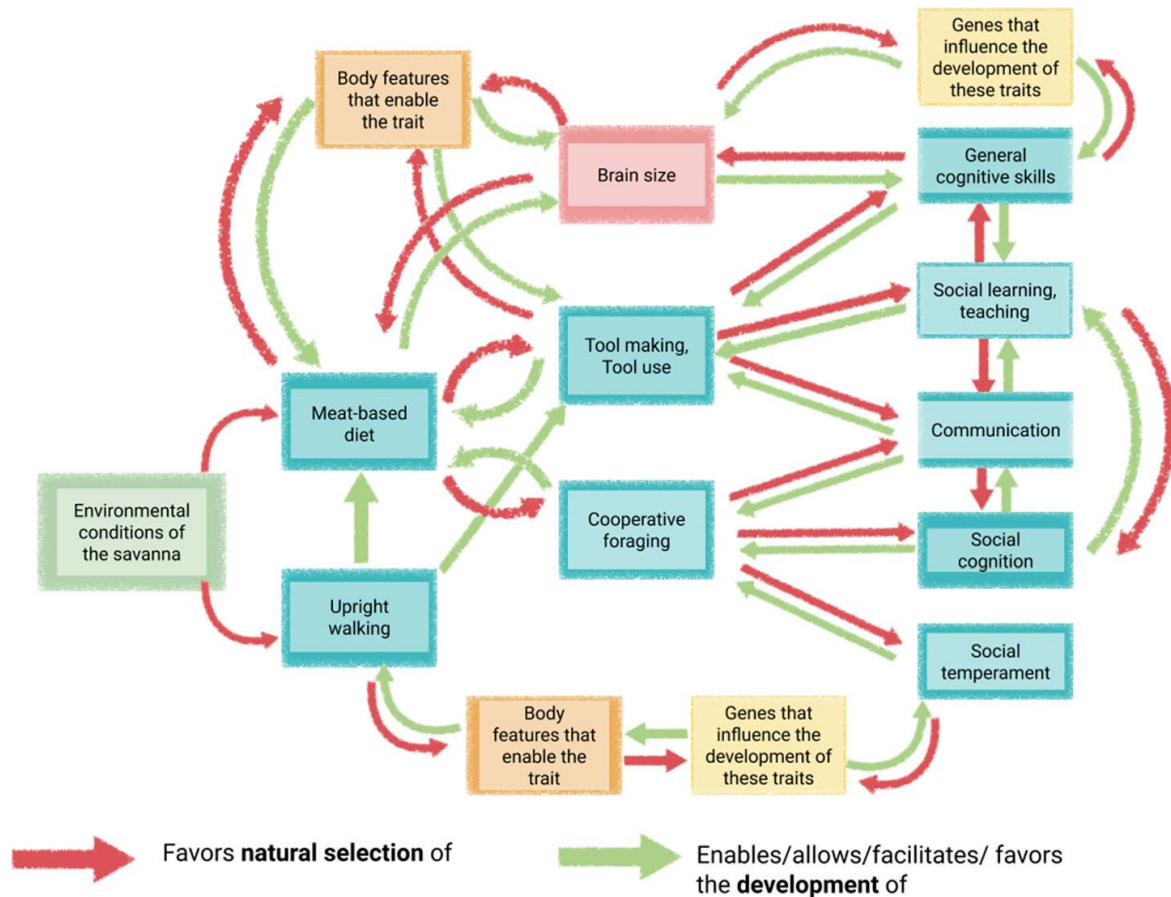 Genes that
influence the
development of
these traits
Body features
that enable
the trait
Brain size
General
cognitive skills
Social learning,
teaching
Tool making,
Tool use
Meat-based
diet
Communication
Environmental
conditions of
the savanna
Cooperative
foraging
Social
cognition
Upright
walking
Social
temperament
Body
features that
enable the
trait
Genes that
influence the
development of
these traits
Favors natural selection of
Enables/allows/facilitates/ favors
the development of